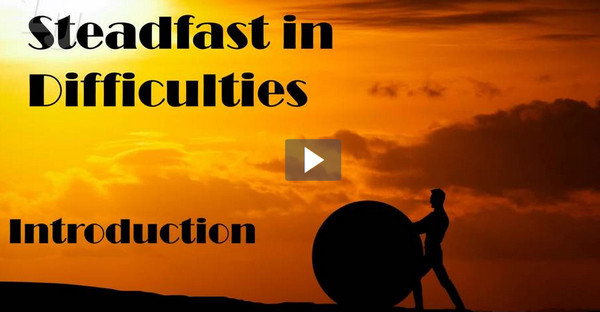 Steadfast in
Difficulties
Introduction